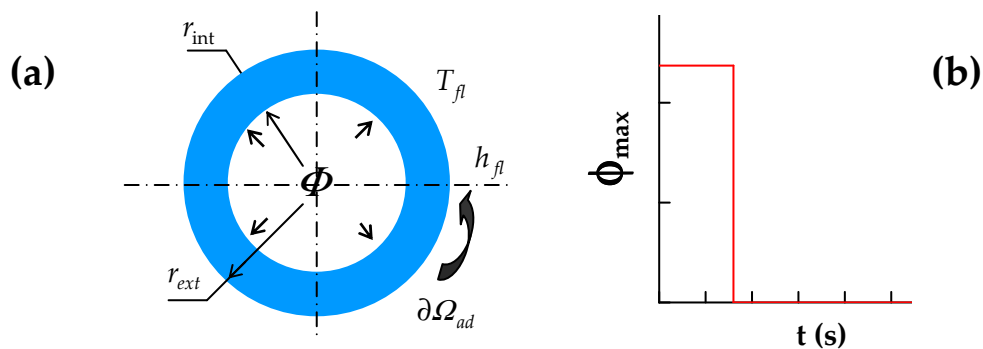 (a)
r_int
T_fl
h_fl
Φ
r_ext
∂Ω_ad
(b)
ϕ_max
t (s)